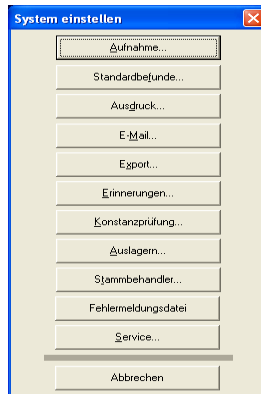 System einstellen
Aufnahme...
Standardbefunde...
Ausdruck...
E-Mail...
Export...
Erinnerungen...
Konstanzprüfung...
Auslagern...
Stammbehandler...
Fehlermeldungsdatei
Service...
Abbrechen